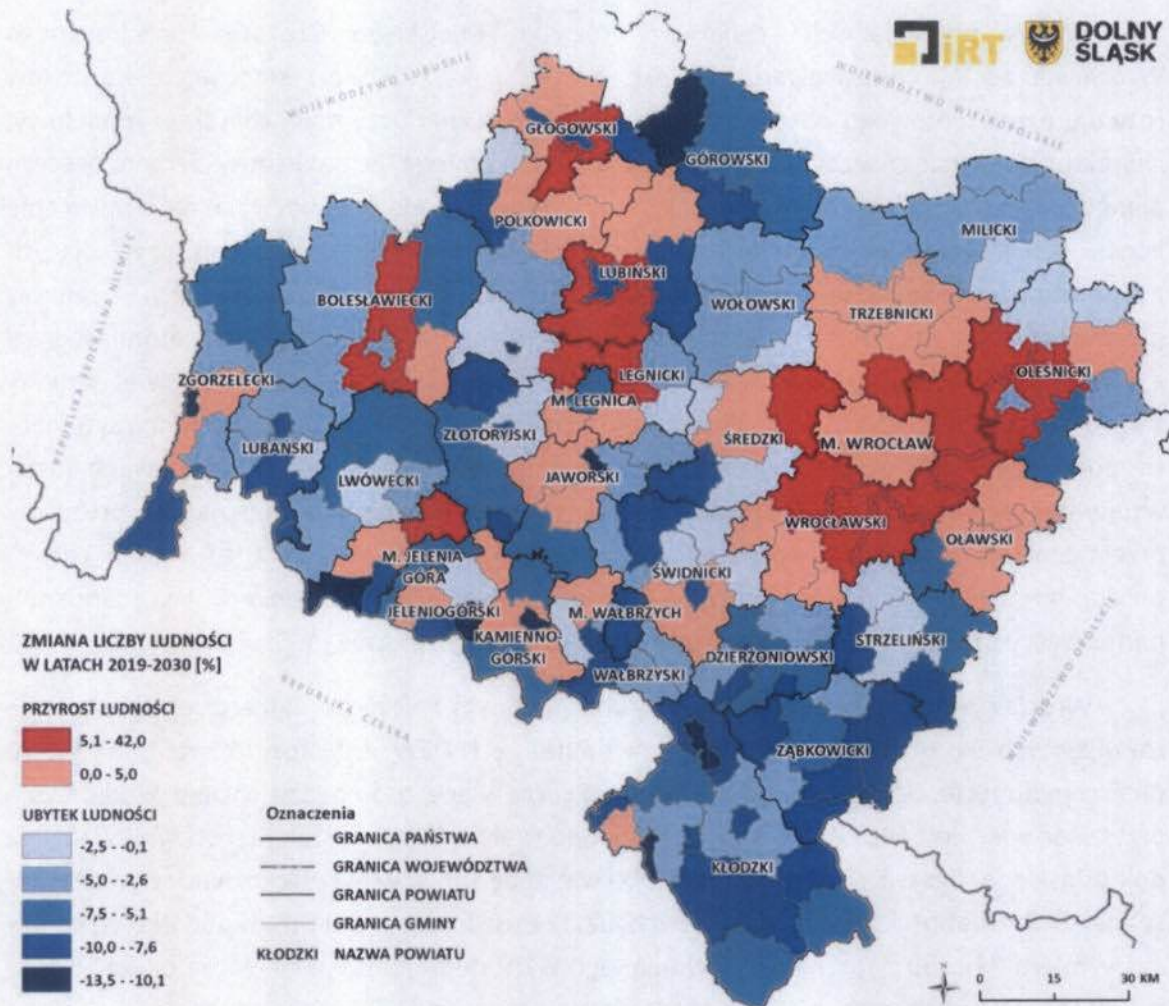 iRT
DOLNY
ŚLĄSK
WOJEWÓDZTWO LUBUSKIE
WOJEWÓDZTWO WIELKOPOLSKIE
GŁOGOWSKI
GÓROWSKI
POLKOWICKI
MILICKI
LUBIŃSKI
BOLESŁAWIECKI
WOŁOWSKI
TRZEBNICKI
REPUBLIKA FEDERALNA NIEMIEC
ZGORZELECKI
LEGNICKI
OLEŚNICKI
M. LEGNICA
ZŁOTORYJSKI
ŚREDZKI
M. WROCŁAW
LUBAŃSKI
LWÓWECKI
JAWORSKI
WROCŁAWSKI
OŁAWSKI
M. JELENIA
GÓRA
ŚWIDNICKI
JELENIOGÓRSKI
M. WAŁBRZYCH
KAMIENNO-
GÓRSKI
STRZELIŃSKI
DZIERŻONIOWSKI
WAŁBRZYSKI
REPUBLIKA CZESKA
WOJEWÓDZTWO OPOLSKIE
ZĄBKOWICKI
KŁODZKI
ZMIANA LICZBY LUDNOŚCI
W LATACH 2019-2030 [%]
PRZYROST LUDNOŚCI
5,1 - 42,0
0,0 - 5,0
UBYTEK LUDNOŚCI
-2,5 - -0,1
-5,0 - -2,6
-7,5 - -5,1
-10,0 - -7,6
-13,5 - -10,1
Oznaczenia
GRANICA PAŃSTWA
GRANICA WOJEWÓDZTWA
GRANICA POWIATU
GRANICA GMINY
KŁODZKI NAZWA POWIATU
0 15 30 KM